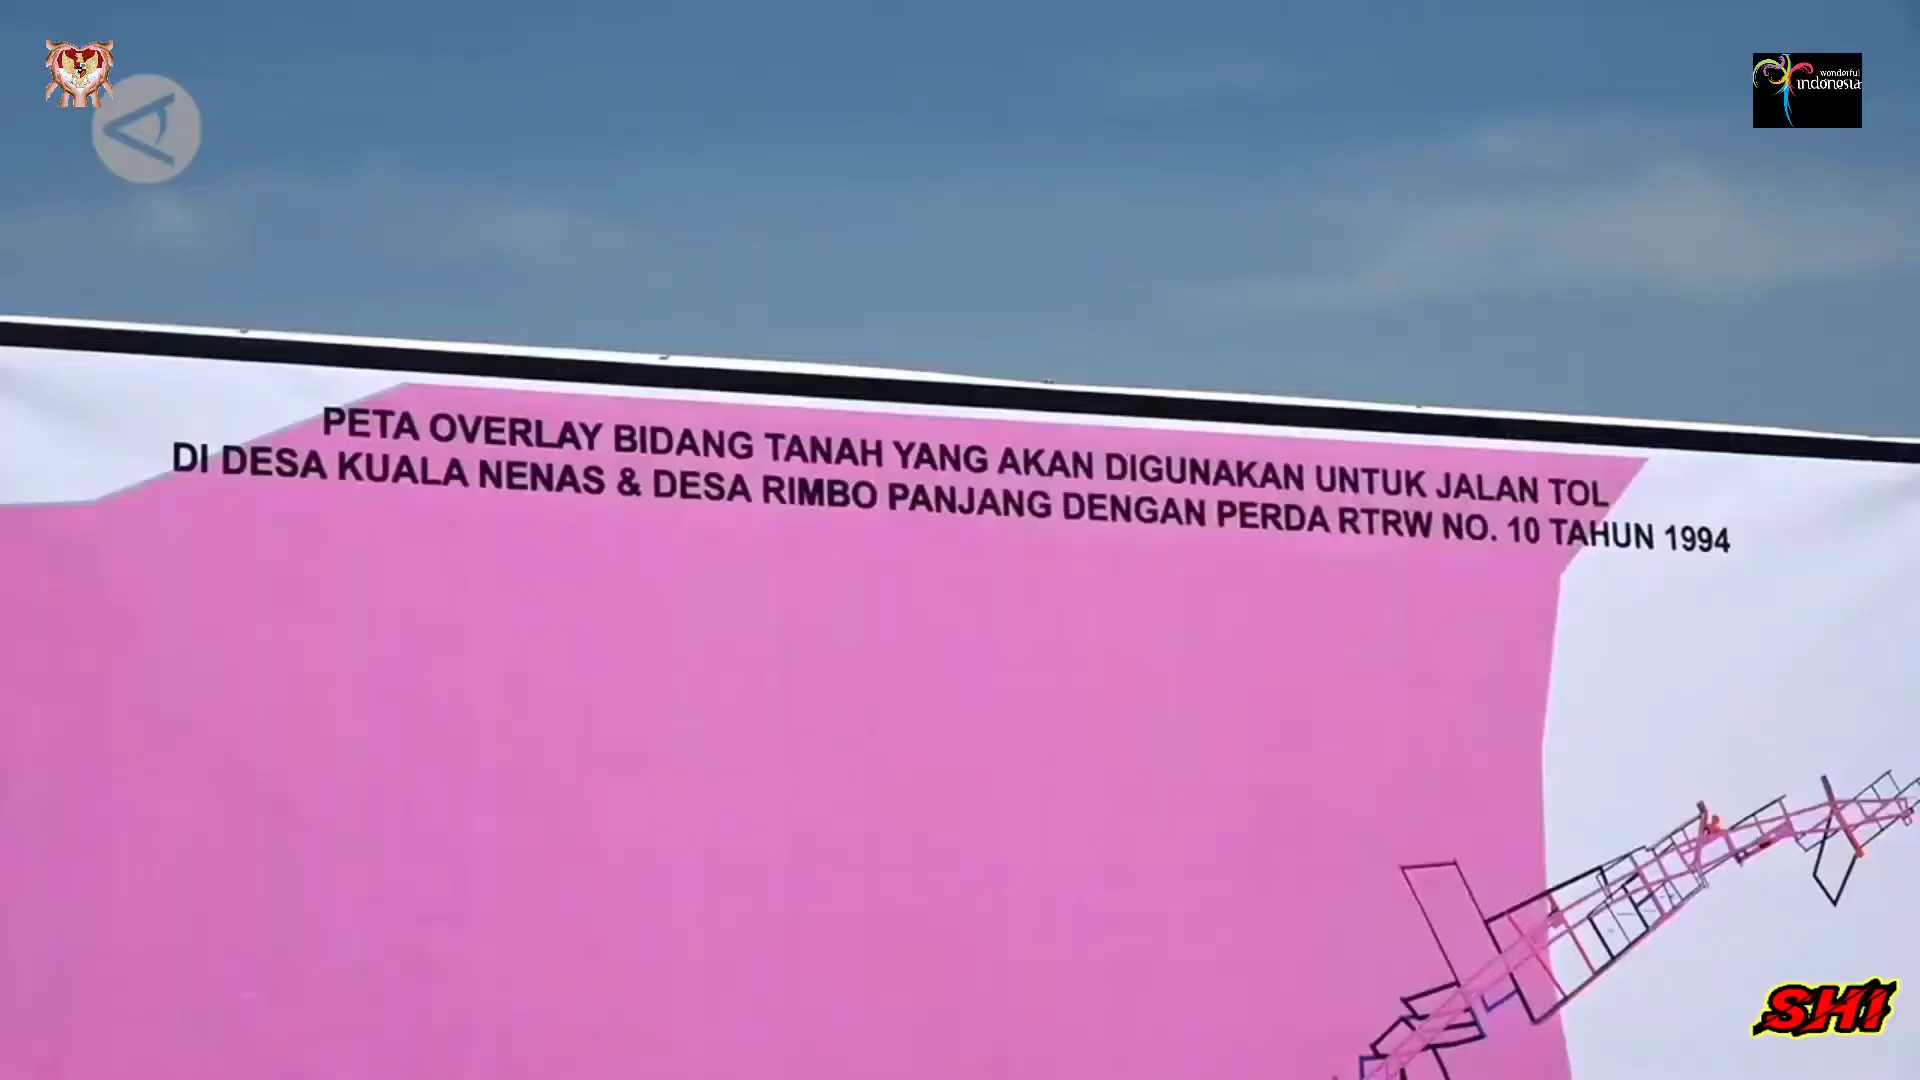 wonderful
indonesia
PETA OVERLAY BIDANG TANAH YANG AKAN DIGUNAKAN UNTUK JALAN TOL
DI DESA KUALA NENAS & DESA RIMBO PANJANG DENGAN PERDA RTRW NO. 10 TAHUN 1994
SHI